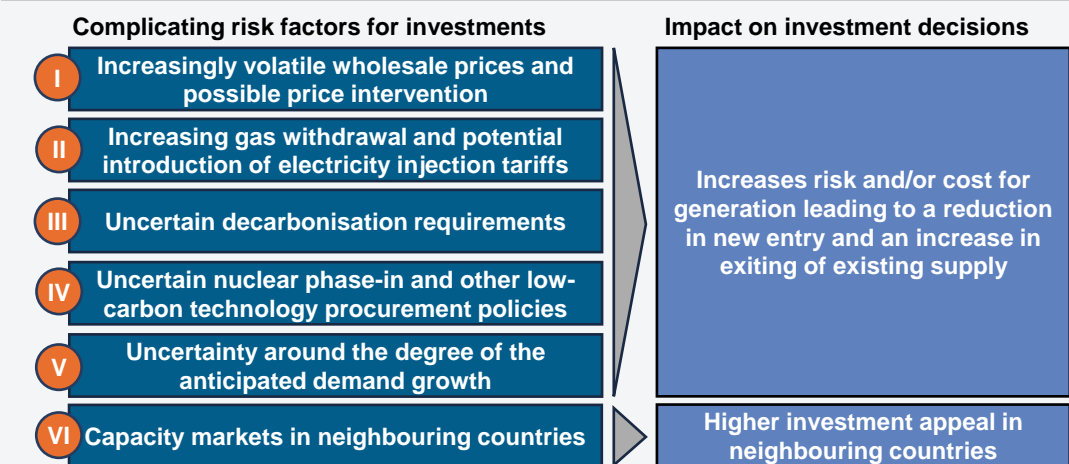 Complicating risk factors for investments
Impact on investment decisions
I
Increasingly volatile wholesale prices and
possible price intervention
II
Increasing gas withdrawal and potential
introduction of electricity injection tariffs
III
Uncertain decarbonisation requirements
IV
Uncertain nuclear phase-in and other low-
carbon technology procurement policies
V
Uncertainty around the degree of the
anticipated demand growth
Increases risk and/or cost for
generation leading to a reduction
in new entry and an increase in
exiting of existing supply
VI
Capacity markets in neighbouring countries
Higher investment appeal in
neighbouring countries